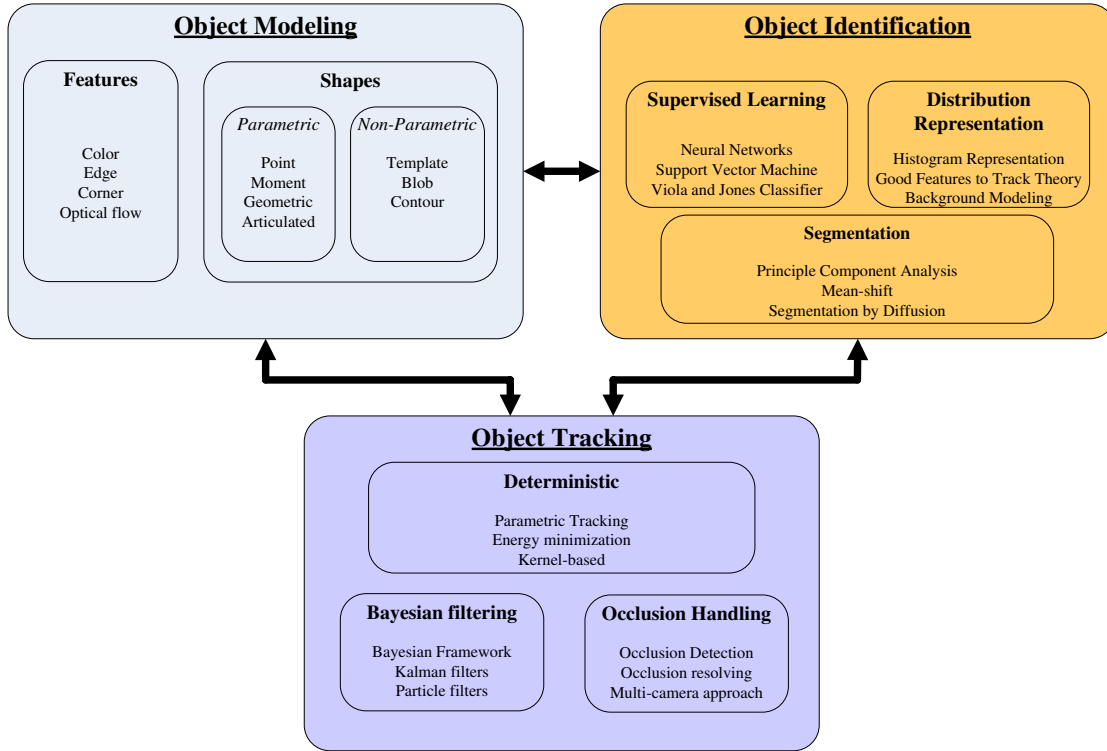 Object Modeling
Features
Color
Edge
Corner
Optical flow
Shapes
Parametric
Point
Moment
Geometric
Articulated
Non-Parametric
Template
Blob
Contour
Object Identification
Supervised Learning
Neural Networks
Support Vector Machine
Viola and Jones Classifier
Distribution
Representation
Histogram Representation
Good Features to Track Theory
Background Modeling
Segmentation
Principle Component Analysis
Mean-shift
Segmentation by Diffusion
Object Tracking
Deterministic
Parametric Tracking
Energy minimization
Kernel-based
Bayesian filtering
Bayesian Framework
Kalman filters
Particle filters
Occlusion Handling
Occlusion Detection
Occlusion resolving
Multi-camera approach